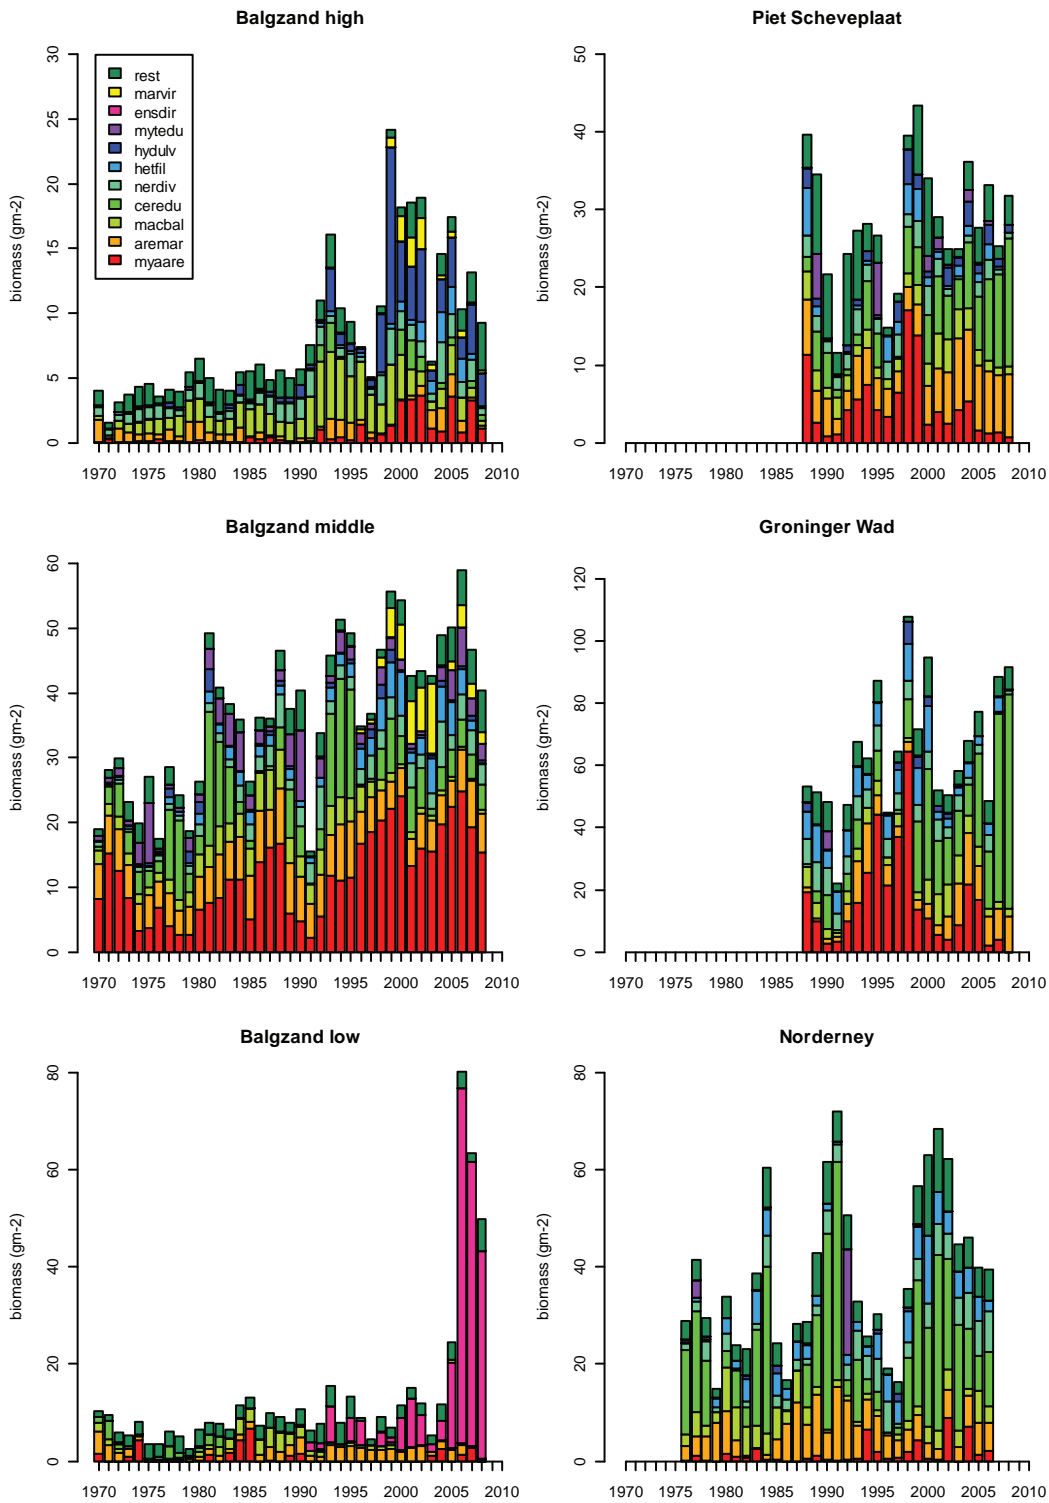 Balgzand high
30
25
20
15
10
5
0
biomass (gm-2)
rest
marvir
ensdir
mytedu
hydulv
hetfil
nerdiv
ceredu
macbal
aremar
myaare
1970 1975 1980 1985 1990 1995 2000 2005 2010
Piet Scheveplaat
50
40
30
20
10
0
biomass (gm-2)
1970 1975 1980 1985 1990 1995 2000 2005 2010
Balgzand middle
60
50
40
30
20
10
0
biomass (gm-2)
1970 1975 1980 1985 1990 1995 2000 2005 2010
Groninger Wad
120
100
80
60
40
20
0
biomass (gm-2)
1970 1975 1980 1985 1990 1995 2000 2005 2010
Balgzand low
80
60
40
20
0
biomass (gm-2)
1970 1975 1980 1985 1990 1995 2000 2005 2010
Norderney
80
60
40
20
0
biomass (gm-2)
1970 1975 1980 1985 1990 1995 2000 2005 2010